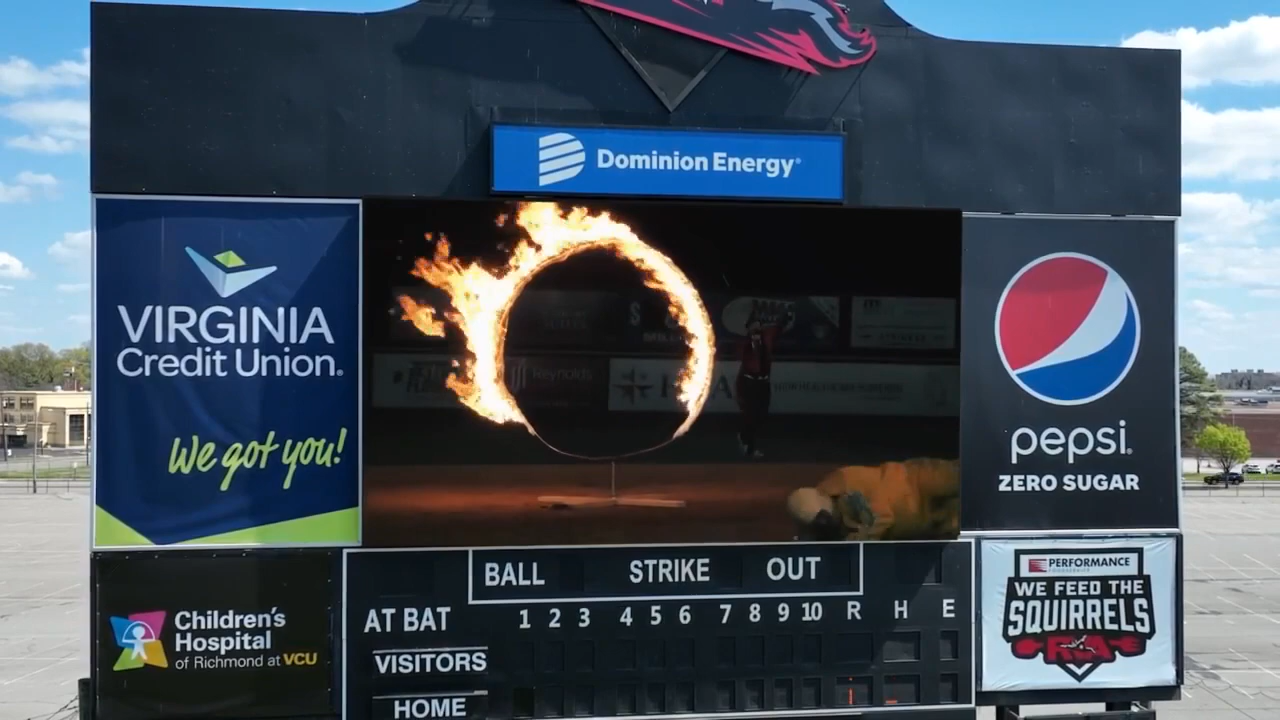 Dominion Energy®
VIRGINIA
Credit Union®
We got you!
Reynolds
pepsi.
ZERO SUGAR
Children's
Hospital
of Richmond at VCU
BALL STRIKE OUT
AT BAT 1 2 3 4 5 6 7 8 9 10 R H E
VISITORS
HOME
PERFORMANCE
FOODSERVICE
WE FEED THE
SQUIRRELS